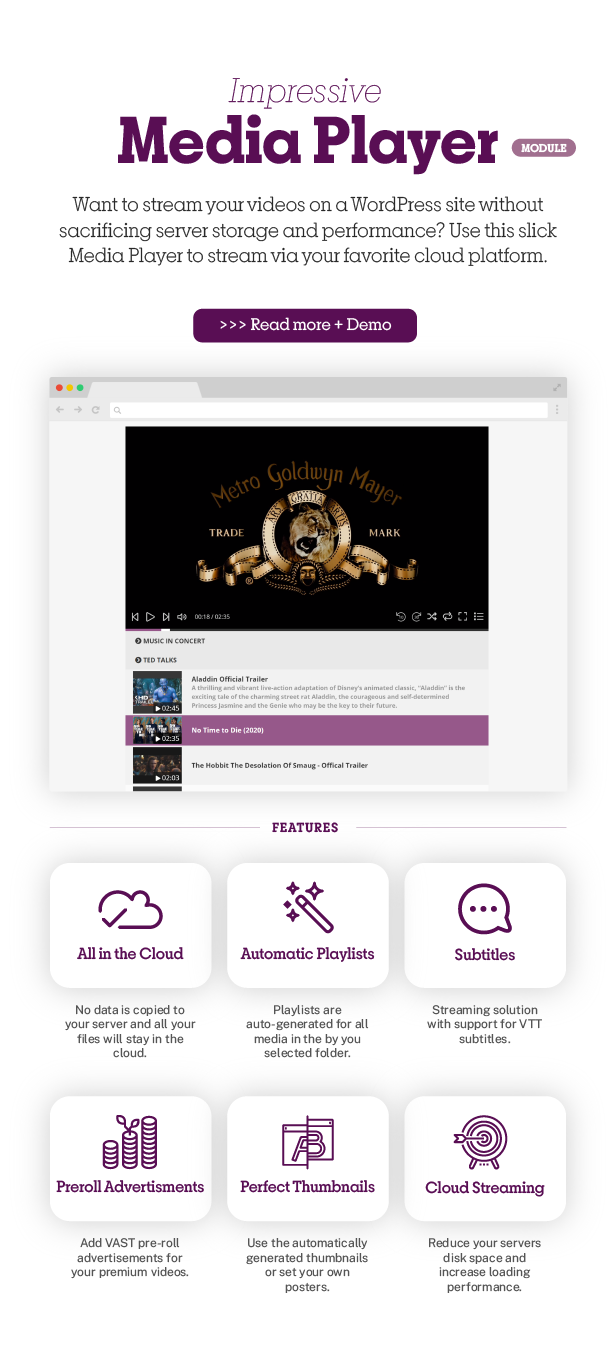 Impressive
Media Player
MODULE
Want to stream your videos on a WordPress site without
sacrificing server storage and performance? Use this slick
Media Player to stream via your favorite cloud platform.
>>> Read more + Demo
Metro Goldwyn Mayer
ARS GRATIA ARTIS
TRADE
MARK
®
00:18 / 02:35
MUSIC IN CONCERT
TED TALKS
Aladdin Official Trailer
A thrilling and vibrant live-action adaptation of Disney's animated classic, "Aladdin" is the
exciting tale of the charming street rat Aladdin, the courageous and self-determined
Princess Jasmine and the Genie who may be the key to their future.
HD
02:45
No Time to Die (2020)
02:35
The Hobbit The Desolation Of Smaug - Offical Trailer
02:03
FEATURES
All in the Cloud
Automatic Playlists
Subtitles
No data is copied to
your server and all your
files will stay in the
cloud.
Playlists are
auto-generated for all
media in the by you
selected folder.
Streaming solution
with support for VTT
subtitles.
AB
Preroll Advertisments
Perfect Thumbnails
Cloud Streaming
Add VAST pre-roll
advertisements for
your premium videos.
Use the automatically
generated thumbnails
or set your own
posters.
Reduce your servers
disk space and
increase loading
performance.